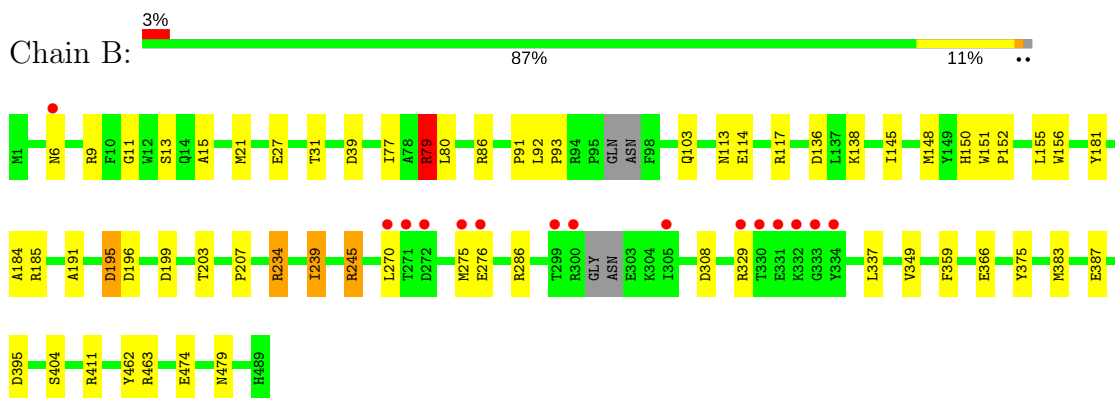 3%
Chain B:
87% 11% ••
M1 N6 R9 F10 G11 W12 S13 Q14 A15 M21 E27 T31 D39 I77 A78 R79 L80 R86 P91 L92 P93 R94 P95 GLN ASN F98 Q103 N113 E114 R117 D136 L137 K138 I145 M148 Y149 H150 W151 P152 L155 W156 Y181
A184 R185 A191 D195 D196 D199 T203 P207 R234 I239 R245 L270 T271 D272 M275 E276 R286 T299 R300 GLY ASN E303 K304 I305 D308 R329 T330 E331 K332 G333 Y334 L337 V349 F359 E366 Y375 M383 E387
D395 S404 R411 Y462 R463 E474 N479 H489